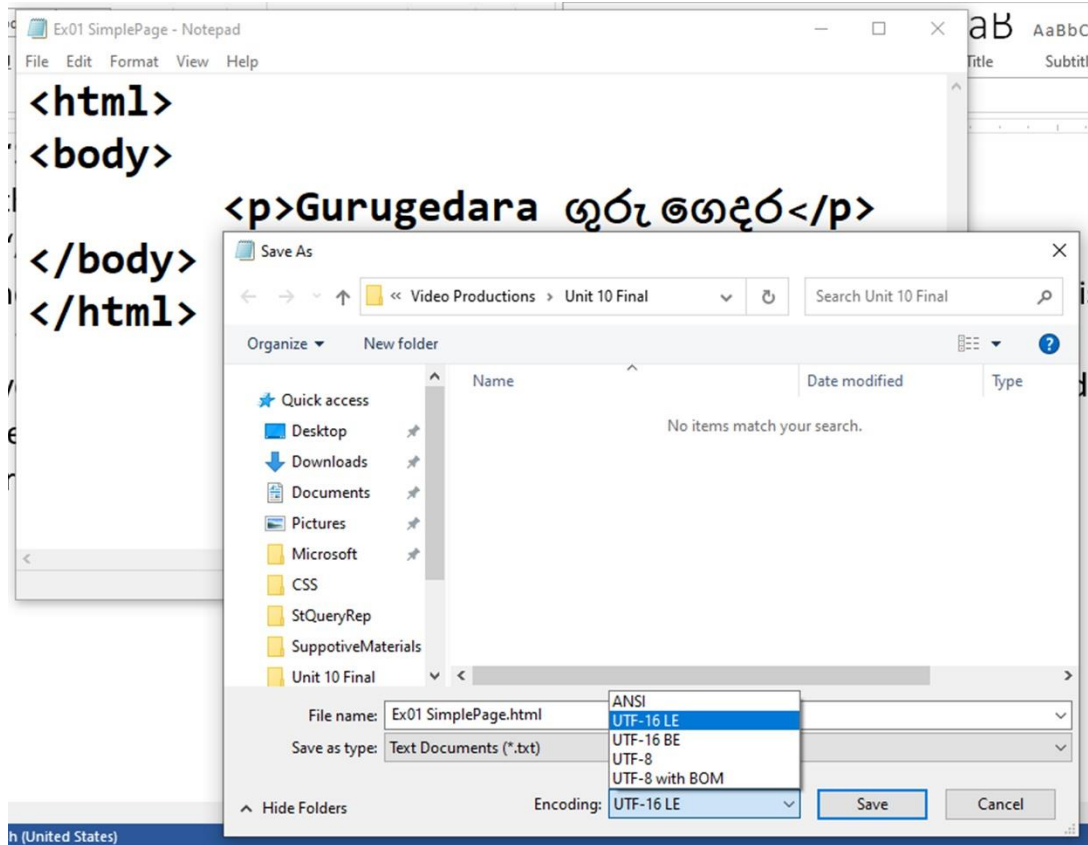 Ex01 SimplePage - Notepad
File Edit Format View Help
<html>
<body>
<p>Gurugedara ගුරු ගෙදර</p>
</body>
</html>
aB AaBbC
Title Subtitl
Save As
« Video Productions › Unit 10 Final
Search Unit 10 Final
Organize
New folder
Name
Date modified
Type
Quick access
Desktop
Downloads
Documents
Pictures
Microsoft
CSS
StQueryRep
SuppotiveMaterials
Unit 10 Final
No items match your search.
File name: Ex01 SimplePage.html
Save as type: Text Documents (*.txt)
ANSI
UTF-16 LE
UTF-16 BE
UTF-8
UTF-8 with BOM
Hide Folders
Encoding: UTF-16 LE
Save
Cancel
h (United States)